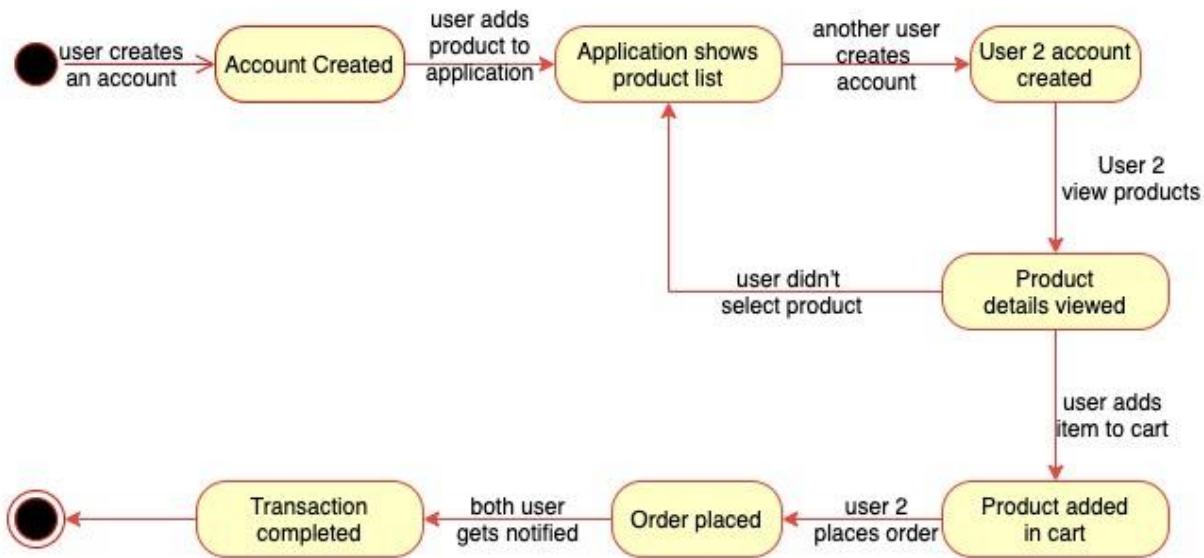 user creates
an account
Account Created
user adds
product to
application
Application shows
product list
another user
creates
account
User 2 account
created
User 2
view products
user didn't
select product
Product
details viewed
user adds
item to cart
Transaction
completed
both user
gets notified
Order placed
user 2
places order
Product added
in cart